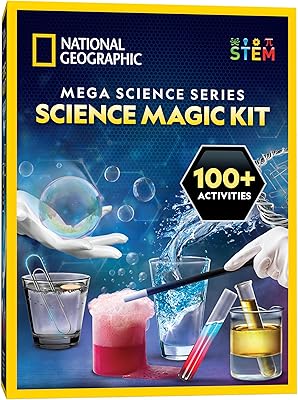 NATIONAL
GEOGRAPHIC
STEM
MEGA SCIENCE SERIES
SCIENCE MAGIC KIT
100+
ACTIVITIES